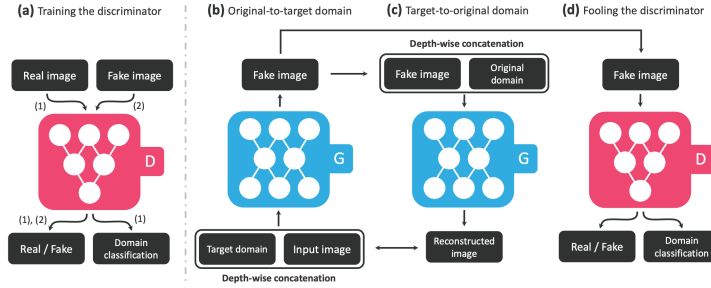 (a) Training the discriminator
(b) Original-to-target domain
(c) Target-to-original domain
(d) Fooling the discriminator
Real image
Fake image
(1)
(2)
D
(1), (2)
(1)
Real / Fake
Domain
classification
Fake image
G
Target domain
Input image
Depth-wise concatenation
Depth-wise concatenation
Fake image
Original
domain
G
Reconstructed
image
Fake image
D
Real / Fake
Domain
classification